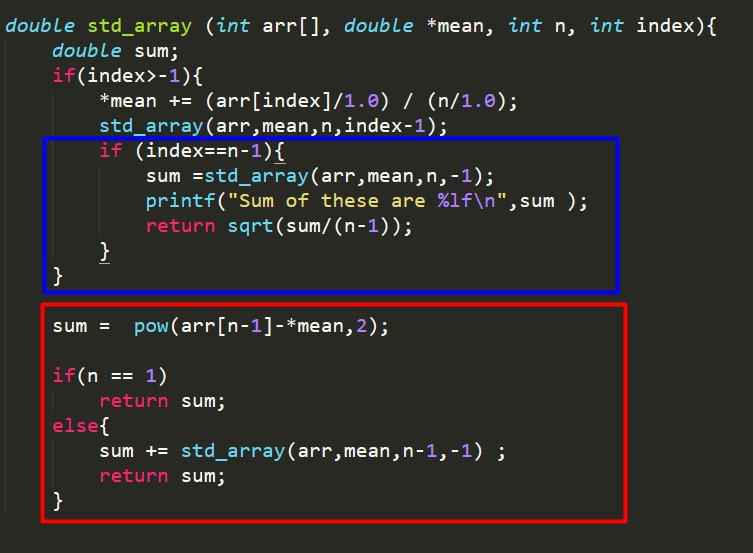 double std_array (int arr[], double *mean, int n, int index){
double sum;
if(index>-1){
*mean += (arr[index]/1.0) / (n/1.0);
std_array(arr,mean,n,index-1);
if (index==n-1){
sum =std_array(arr,mean,n,-1);
printf("Sum of these are %lf\n",sum );
return sqrt(sum/(n-1));
}
}
sum =  pow(arr[n-1]-*mean,2);
if(n == 1)
return sum;
else{
sum += std_array(arr,mean,n-1,-1) ;
return sum;
}